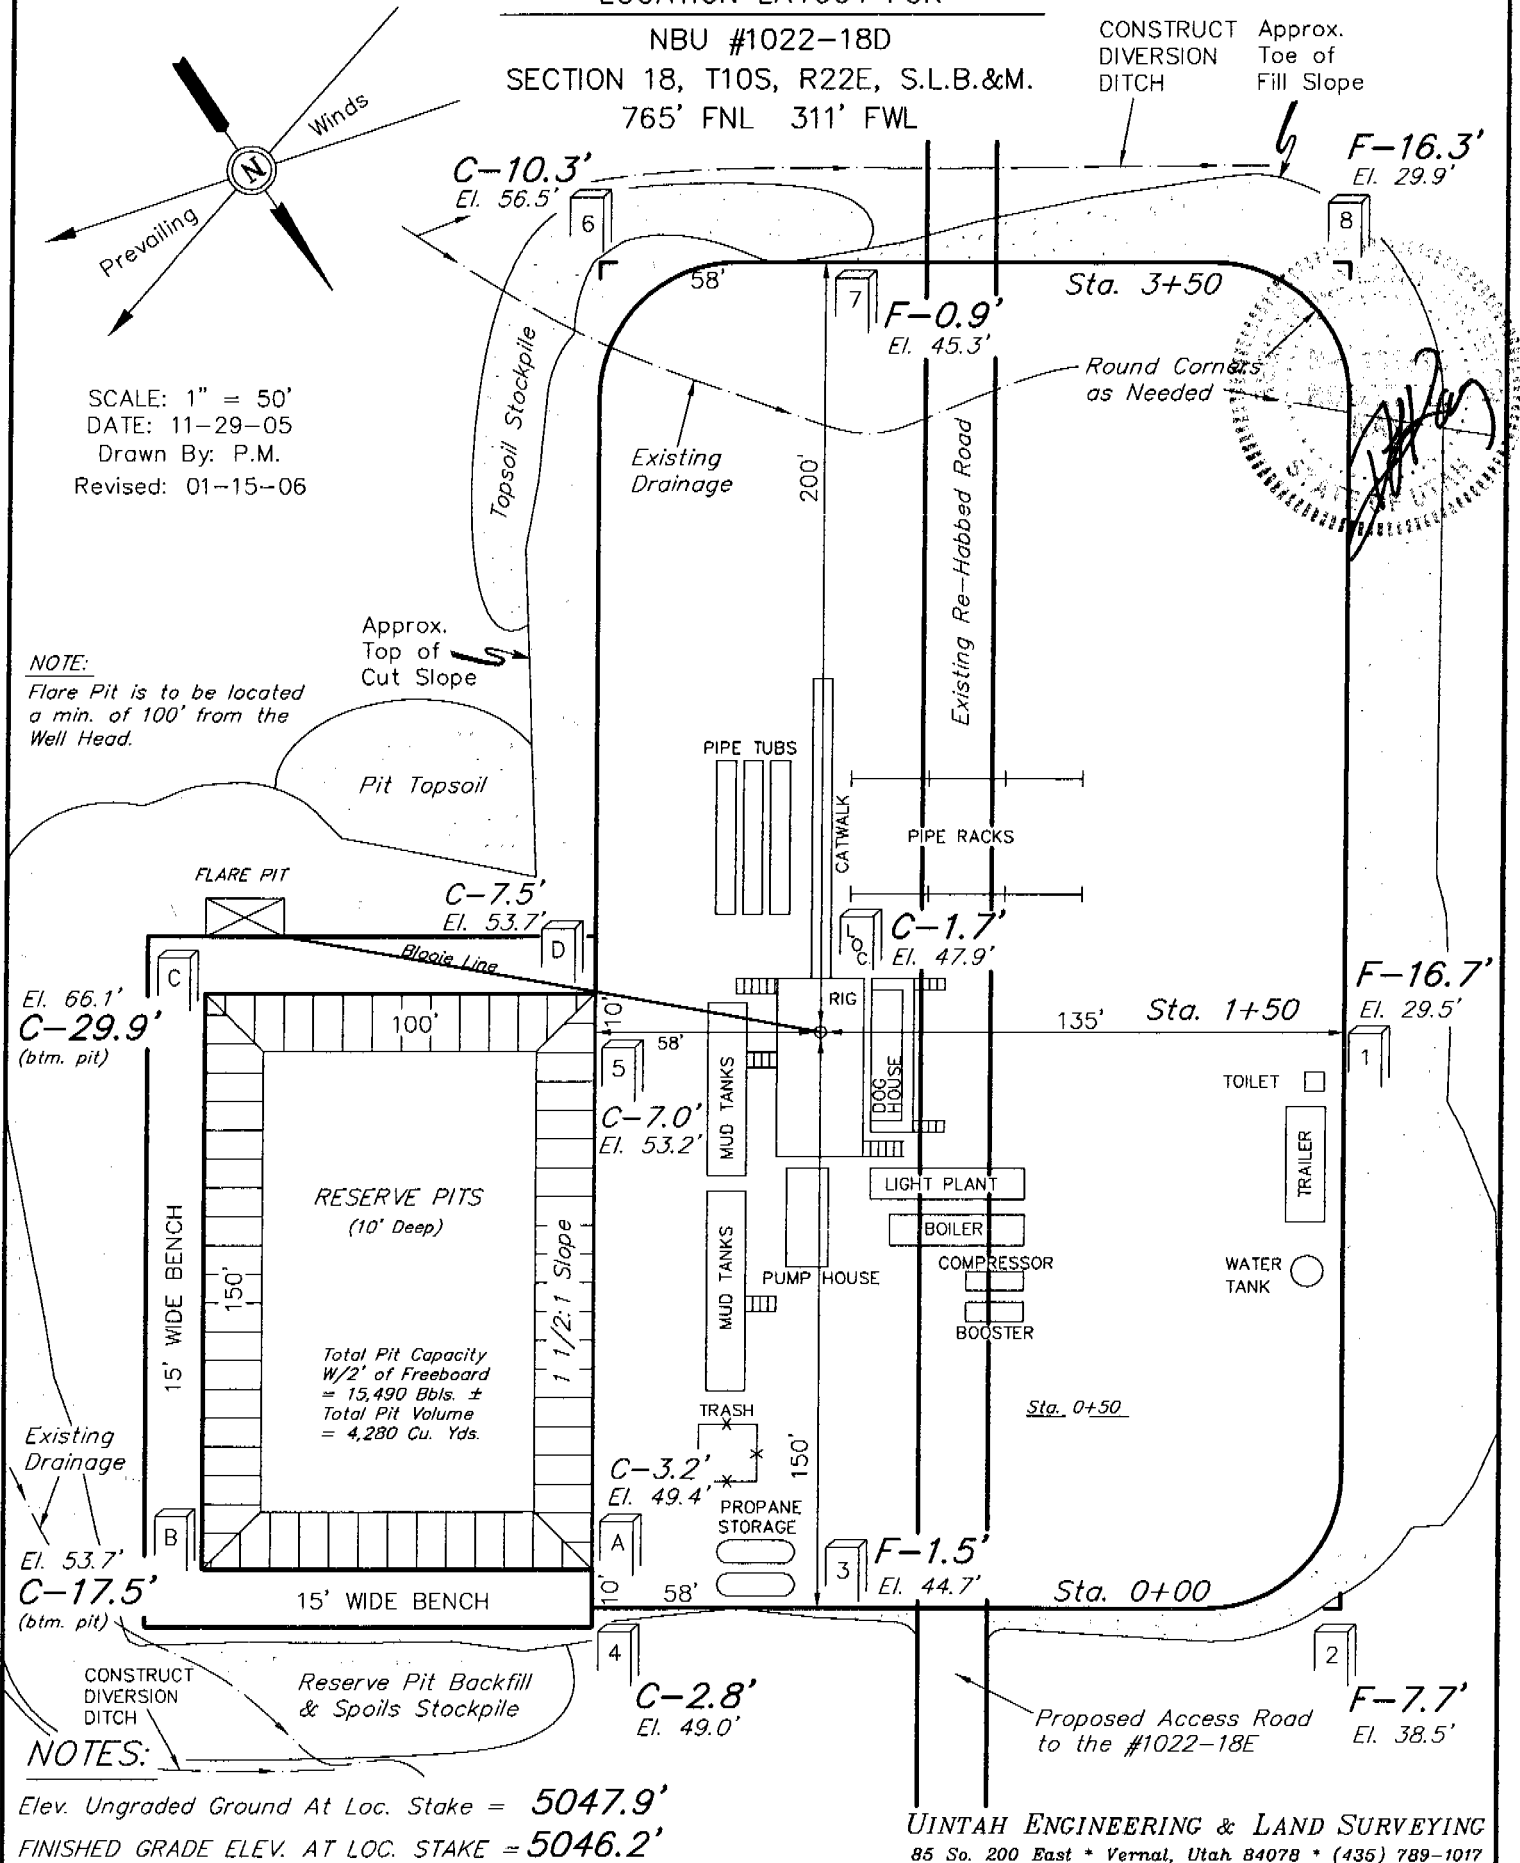 LOCATION LAYOUT FOR
NBU #1022-18D
SECTION 18, T10S, R22E, S.L.B.&M.
765' FNL 311' FWL
CONSTRUCT
DIVERSION
DITCH
Approx.
Toe of
Fill Slope
Winds
N
Prevailing
C-10.3'
El. 56.5'
6
F-16.3'
El. 29.9'
8
58'
7
F-0.9'
El. 45.3'
Sta. 3+50
Round Corners
as Needed
STATE OF UTAH
SCALE: 1" = 50'
DATE: 11-29-05
Drawn By: P.M.
Revised: 01-15-06
Topsoil Stockpile
Existing
Drainage
200'
Existing Re-Habbed Road
Approx.
Top of
Cut Slope
NOTE:
Flare Pit is to be located
a min. of 100' from the
Well Head.
Pit Topsoil
PIPE TUBS
CATWALK
PIPE RACKS
FLARE PIT
C-7.5'
El. 53.7'
D
Blooie Line
LOC.
C-1.7'
El. 47.9'
C
El. 66.1'
C-29.9'
(btm. pit)
100'
10'
58'
RIG
135'
Sta. 1+50
F-16.7'
El. 29.5'
1
5
C-7.0'
El. 53.2'
MUD TANKS
DOG
HOUSE
TOILET
TRAILER
RESERVE PITS
(10' Deep)
LIGHT PLANT
BOILER
15' WIDE BENCH
150'
1 1/2:1 Slope
MUD TANKS
PUMP HOUSE
COMPRESSOR
BOOSTER
WATER
TANK
Total Pit Capacity
W/2' of Freeboard
= 15,490 Bbls. ±
Total Pit Volume
= 4,280 Cu. Yds.
TRASH
Sta. 0+50
Existing
Drainage
150'
C-3.2'
El. 49.4'
PROPANE
STORAGE
B
A
El. 53.7'
C-17.5'
(btm. pit)
15' WIDE BENCH
10'
58'
3
F-1.5'
El. 44.7'
Sta. 0+00
4
2
CONSTRUCT
DIVERSION
DITCH
Reserve Pit Backfill
& Spoils Stockpile
C-2.8'
El. 49.0'
Proposed Access Road
to the #1022-18E
F-7.7'
El. 38.5'
NOTES:
Elev. Ungraded Ground At Loc. Stake = 5047.9'
FINISHED GRADE ELEV. AT LOC. STAKE = 5046.2'
UINTAH ENGINEERING & LAND SURVEYING
85 So. 200 East * Vernal, Utah 84078 * (435) 789-1017